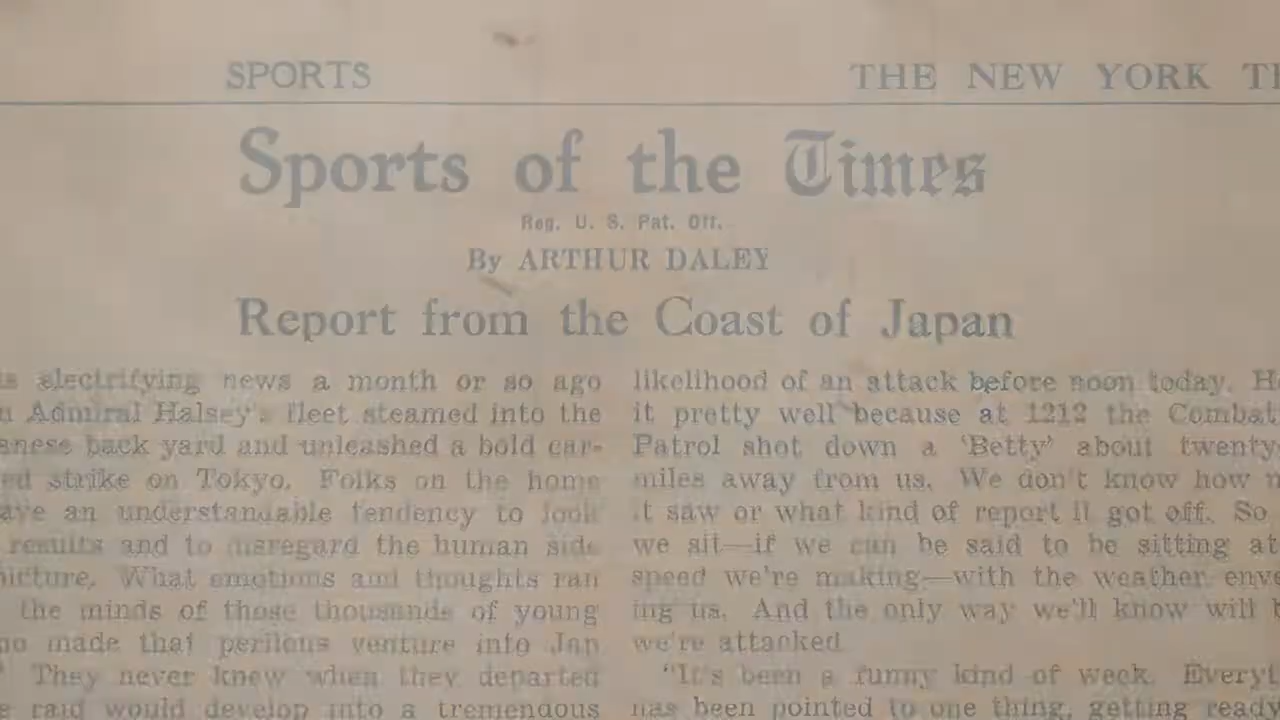 SPORTS
THE NEW YORK
Sports of the Times
Reg. U. S. Pat. Off.
By ARTHUR DALEY
Report from the Coast of Japan
electrifying news a month or so ago
Admiral Halsey's fleet steamed into the
back yard and unleashed a bold car-
strike on Tokyo. Folks on the home
an understandable tendency to look
results and to disregard the human side
picture. What emotions and thoughts ran
the minds of those thousands of young
made that perilous venture into Jap
They never knew when they departed
raid would develop into a tremendous
likelihood of an attack before noon today.
it pretty well because at 1212 the Combat
Patrol shot down a 'Betty' about twenty
miles away from us. We don't know how
it saw or what kind of report it got off. So
we sit—if we can be said to be sitting at
speed we're making—with the weather
ing us. And the only way we'll know will
we're attacked.
"It's been a funny kind of week.
has been pointed to one thing, getting ready